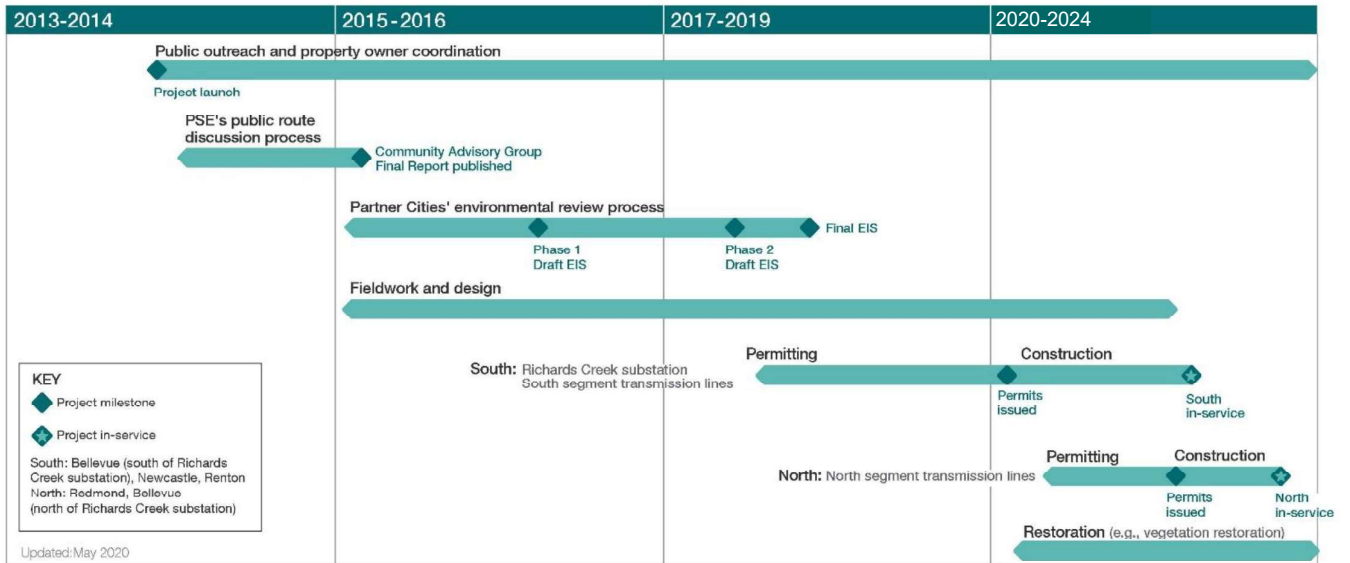 2013-2014
2015-2016
2017-2019
2020-2024
Public outreach and property owner coordination
Project launch
PSE's public route
discussion process
Community Advisory Group
Final Report published
Partner Cities' environmental review process
Phase 1
Draft EIS
Phase 2
Draft EIS
Final EIS
Fieldwork and design
Permitting
Construction
South: Richards Creek substation
South segment transmission lines
Permits
issued
South
in-service
Permitting
Construction
North: North segment transmission lines
Permits
issued
North
in-service
Restoration (e.g., vegetation restoration)
KEY
Project milestone
Project in-service
South: Bellevue (south of Richards
Creek substation), Newcastle, Renton
North: Redmond, Bellevue
(north of Richards Creek substation)
Updated:May 2020